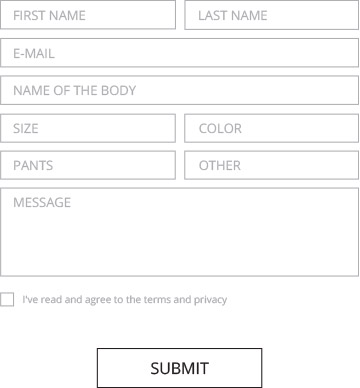 FIRST NAME
LAST NAME
E-MAIL
NAME OF THE BODY
SIZE
COLOR
PANTS
OTHER
MESSAGE
I've read and agree to the terms and privacy
SUBMIT